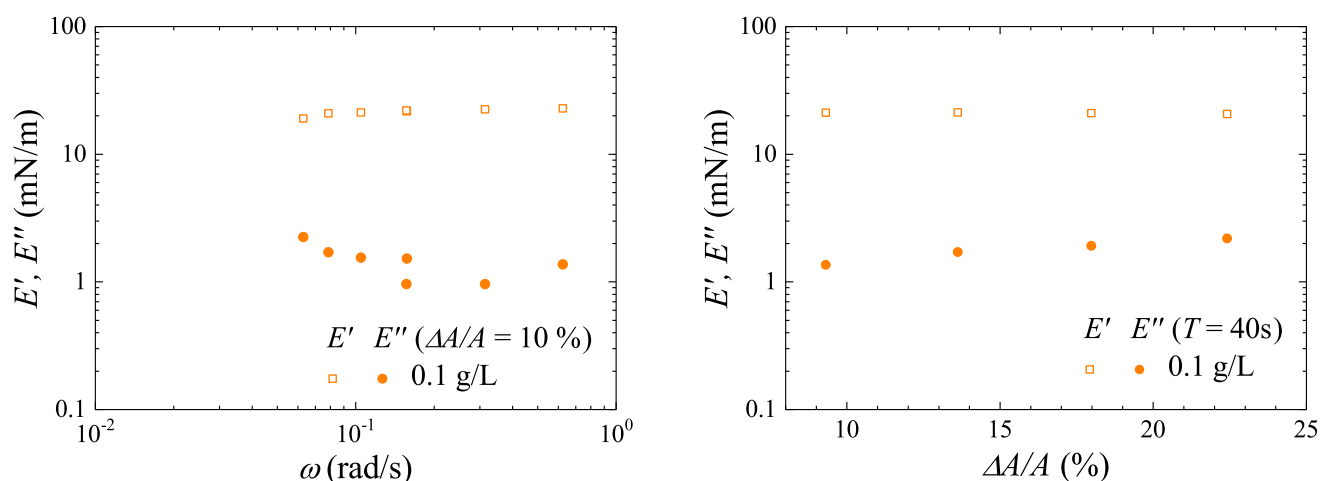 100
10
1
0.1
E′, E″ (mN/m)
10⁻² 10⁻¹ 10⁰
ω (rad/s)
E′ E″ (ΔA/A = 10 %)
0.1 g/L
100
10
1
0.1
E′, E″ (mN/m)
10 15 20 25
ΔA/A (%)
E′ E″ (T = 40s)
0.1 g/L